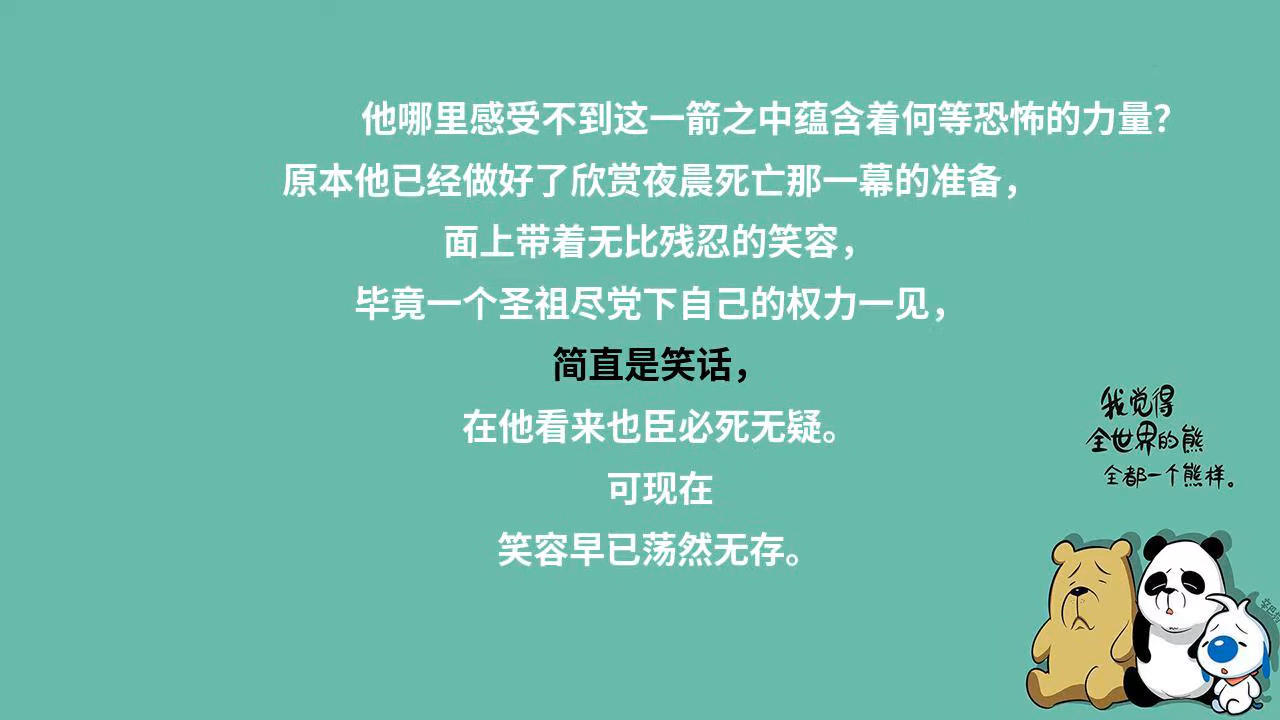 他哪里感受不到这一箭之中蕴含着何等恐怖的力量?
原本他已经做好了欣赏夜晨死亡那一幕的准备，
面上带着无比残忍的笑容，
毕竟一个圣祖尽党下自己的权力一见，
简直是笑话，
在他看来也臣必死无疑。
可现在
笑容早已荡然无存。
我觉得
全世界的熊
全都一个熊样。